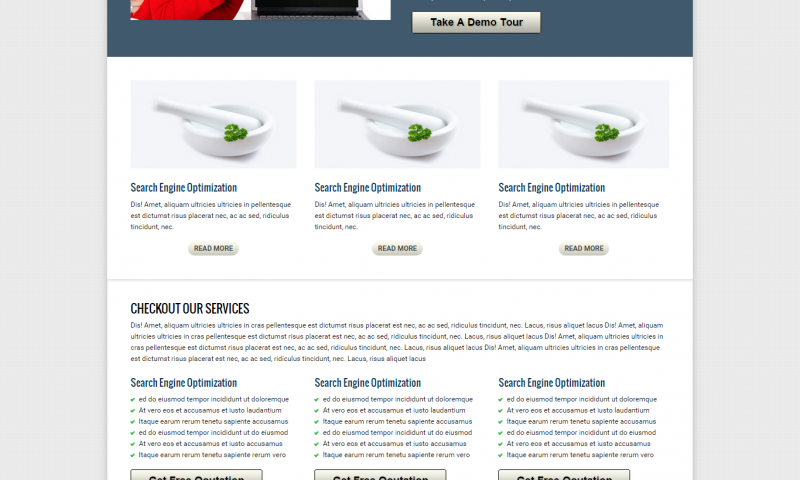 Take A Demo Tour
Search Engine Optimization
Dis! Amet, aliquam ultricies ultricies in pellentesque
est dictumst risus placerat nec, ac ac sed, ridiculus
tincidunt, nec.
READ MORE
Search Engine Optimization
Dis! Amet, aliquam ultricies ultricies in pellentesque
est dictumst risus placerat nec, ac ac sed, ridiculus
tincidunt, nec.
READ MORE
Search Engine Optimization
Dis! Amet, aliquam ultricies ultricies in pellentesque
est dictumst risus placerat nec, ac ac sed, ridiculus
tincidunt, nec.
READ MORE
CHECKOUT OUR SERVICES
Dis! Amet, aliquam ultricies ultricies in cras pellentesque est dictumst risus placerat est nec, ac ac sed, ridiculus tincidunt, nec. Lacus, risus aliquet lacus Dis! Amet, aliquam
ultricies ultricies in cras pellentesque est dictumst risus placerat est nec, ac ac sed, ridiculus tincidunt, nec. Lacus, risus aliquet lacus Dis! Amet, aliquam ultricies ultricies in
cras pellentesque est dictumst risus placerat est nec, ac ac sed, ridiculus tincidunt, nec. Lacus, risus aliquet lacus Dis! Amet, aliquam ultricies ultricies in cras pellentesque
est dictumst risus placerat est nec, ac ac sed, ridiculus tincidunt, nec. Lacus, risus aliquet lacus
Search Engine Optimization
ed do eiusmod tempor incididunt ut doloremque
At vero eos et accusamus et iusto laudantium
Itaque earum rerum tenetu sapiente accusamus
ed do eiusmod tempor incididunt ut do eiusmod
At vero eos et accusamus et iusto accusamus
Itaque earum rerum tenetu sapiente rerum vero
Get Free Qoutation
Search Engine Optimization
ed do eiusmod tempor incididunt ut doloremque
At vero eos et accusamus et iusto laudantium
Itaque earum rerum tenetu sapiente accusamus
ed do eiusmod tempor incididunt ut do eiusmod
At vero eos et accusamus et iusto accusamus
Itaque earum rerum tenetu sapiente rerum vero
Get Free Qoutation
Search Engine Optimization
ed do eiusmod tempor incididunt ut doloremque
At vero eos et accusamus et iusto laudantium
Itaque earum rerum tenetu sapiente accusamus
ed do eiusmod tempor incididunt ut do eiusmod
At vero eos et accusamus et iusto accusamus
Itaque earum rerum tenetu sapiente rerum vero
Get Free Qoutation